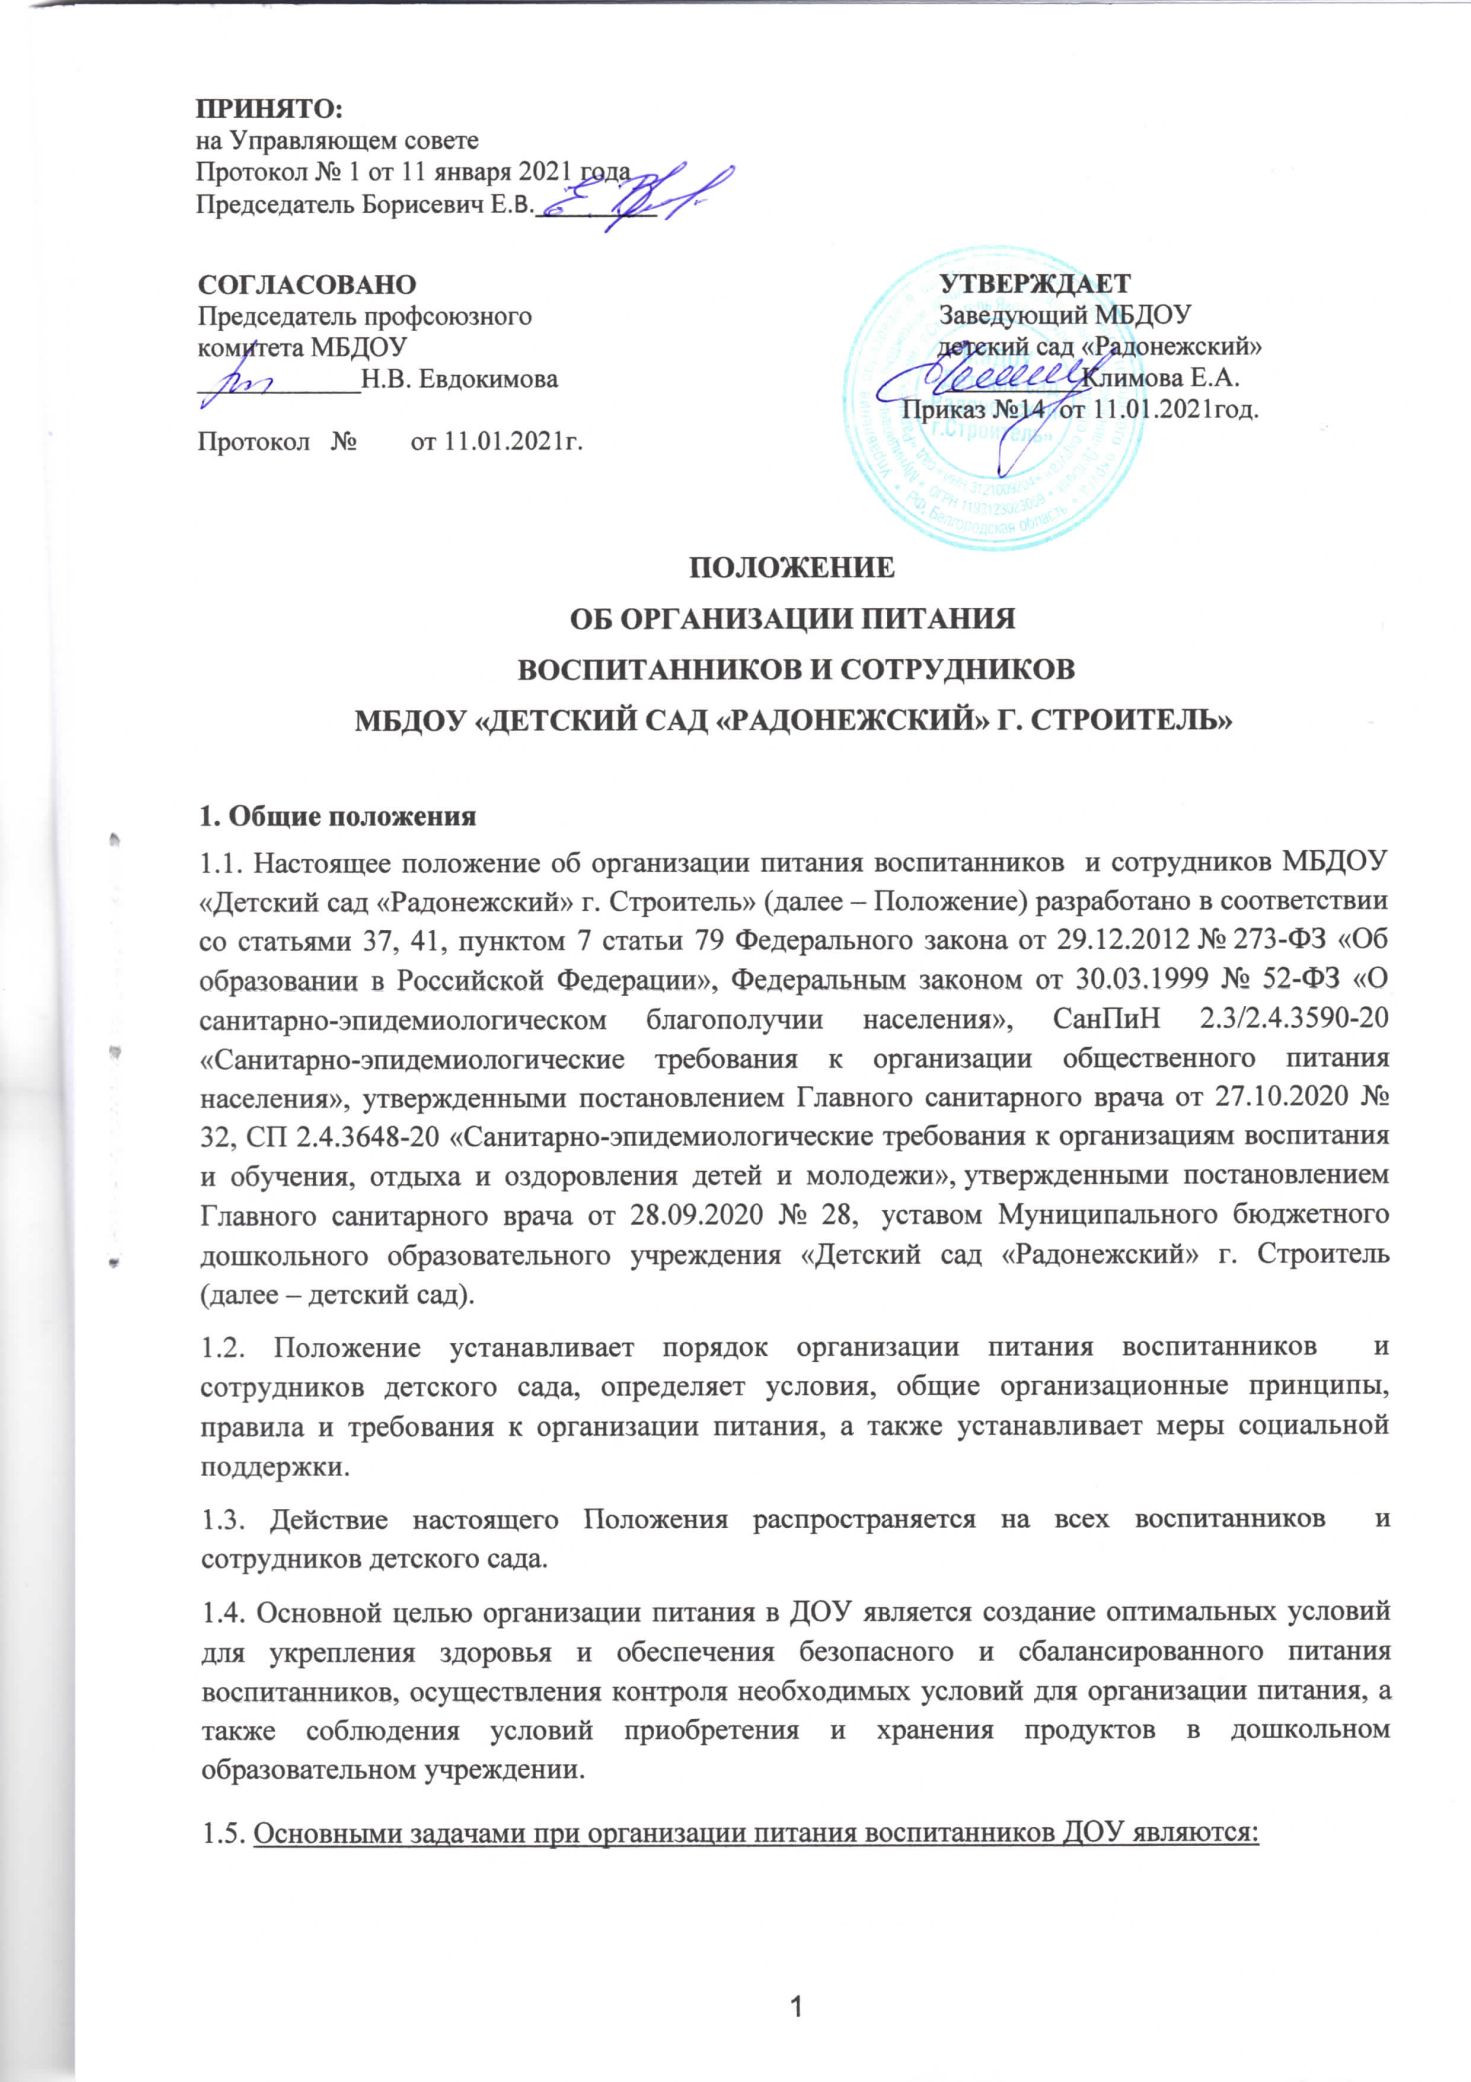 ПРИНЯТО:
на Управляющем совете
Протокол № 1 от 11 января 2021 года
Председатель Борисевич Е.В.
СОГЛАСОВАНО
Председатель профсоюзного
комитета МБДОУ
Н.В. Евдокимова
Протокол № от 11.01.2021г.
УТВЕРЖДАЕТ
Заведующий МБДОУ
детский сад «Радонежский»
Климова Е.А.
Приказ №14 от 11.01.2021год.
г.Строитель»
РФ, Белгородская область
ПОЛОЖЕНИЕ
ОБ ОРГАНИЗАЦИИ ПИТАНИЯ
ВОСПИТАННИКОВ И СОТРУДНИКОВ
МБДОУ «ДЕТСКИЙ САД «РАДОНЕЖСКИЙ» Г. СТРОИТЕЛЬ»
1. Общие положения
1.1. Настоящее положение об организации питания воспитанников и сотрудников МБДОУ
«Детский сад «Радонежский» г. Строитель» (далее – Положение) разработано в соответствии
со статьями 37, 41, пунктом 7 статьи 79 Федерального закона от 29.12.2012 № 273-ФЗ «Об
образовании в Российской Федерации», Федеральным законом от 30.03.1999 № 52-ФЗ «О
санитарно-эпидемиологическом благополучии населения», СанПиН 2.3/2.4.3590-20
«Санитарно-эпидемиологические требования к организации общественного питания
населения», утвержденными постановлением Главного санитарного врача от 27.10.2020 №
32, СП 2.4.3648-20 «Санитарно-эпидемиологические требования к организациям воспитания
и обучения, отдыха и оздоровления детей и молодежи», утвержденными постановлением
Главного санитарного врача от 28.09.2020 № 28, уставом Муниципального бюджетного
дошкольного образовательного учреждения «Детский сад «Радонежский» г. Строитель
(далее – детский сад).
1.2. Положение устанавливает порядок организации питания воспитанников и
сотрудников детского сада, определяет условия, общие организационные принципы,
правила и требования к организации питания, а также устанавливает меры социальной
поддержки.
1.3. Действие настоящего Положения распространяется на всех воспитанников и
сотрудников детского сада.
1.4. Основной целью организации питания в ДОУ является создание оптимальных условий
для укрепления здоровья и обеспечения безопасного и сбалансированного питания
воспитанников, осуществления контроля необходимых условий для организации питания, а
также соблюдения условий приобретения и хранения продуктов в дошкольном
образовательном учреждении.
1.5. Основными задачами при организации питания воспитанников ДОУ являются:
1